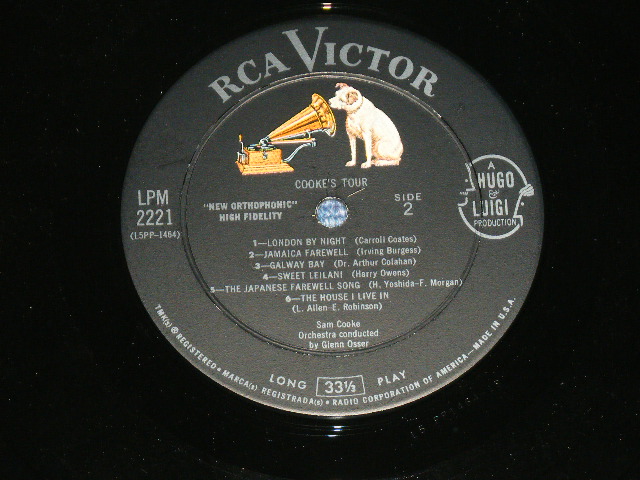 RCA VICTOR
COOKE'S TOUR
LPM
2221
(L5PP-1464)
"NEW ORTHOPHONIC"
HIGH FIDELITY
SIDE
2
A
HUGO
&
LUIGI
PRODUCTION
1—LONDON BY NIGHT (Carroll Coates)
2—JAMAICA FAREWELL (Irving Burgess)
3—GALWAY BAY (Dr. Arthur Colahan)
4—SWEET LEILANI (Harry Owens)
5—THE JAPANESE FAREWELL SONG (H. Yoshida-F. Morgan)
6—THE HOUSE I LIVE IN
(L. Allen-E. Robinson)
Sam Cooke
Orchestra conducted
by Glenn Osser
LONG 33⅓ PLAY
TMK(s) ® REGISTERED • MARCA(s) REGISTRADA(s) • RADIO CORPORATION OF AMERICA—MADE IN U.S.A.